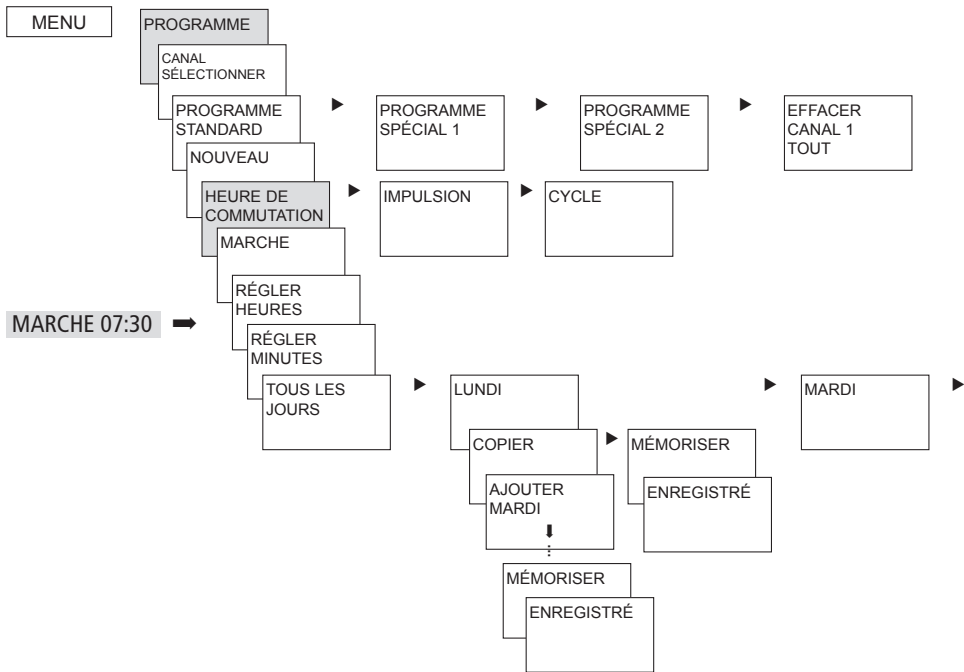 MENU
PROGRAMME
CANAL
SÉLECTIONNER
PROGRAMME
STANDARD
PROGRAMME
SPÉCIAL 1
PROGRAMME
SPÉCIAL 2
EFFACER
CANAL 1
TOUT
NOUVEAU
HEURE DE
COMMUTATION
IMPULSION
CYCLE
MARCHE
RÉGLER
HEURES
MARCHE 07:30
RÉGLER
MINUTES
TOUS LES
JOURS
LUNDI
MARDI
COPIER
MÉMORISER
AJOUTER
MARDI
ENREGISTRÉ
MÉMORISER
ENREGISTRÉ